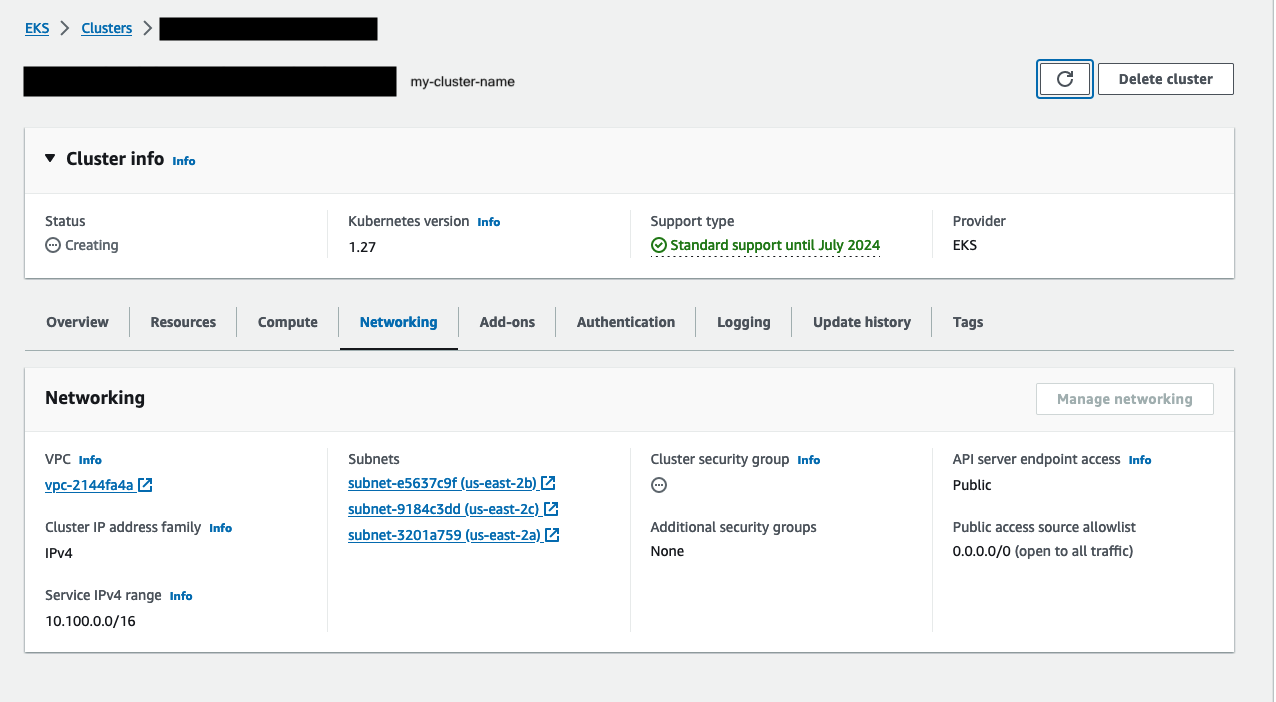 EKS > Clusters >
my-cluster-name
Delete cluster
Cluster info Info
Status
Creating
Kubernetes version Info
1.27
Support type
Standard support until July 2024
Provider
EKS
Overview
Resources
Compute
Networking
Add-ons
Authentication
Logging
Update history
Tags
Networking
Manage networking
VPC Info
vpc-2144fa4a
Cluster IP address family Info
IPv4
Service IPv4 range Info
10.100.0.0/16
Subnets
subnet-e5637c9f (us-east-2b)
subnet-9184c3dd (us-east-2c)
subnet-3201a759 (us-east-2a)
Cluster security group Info
Additional security groups
None
API server endpoint access Info
Public
Public access source allowlist
0.0.0.0/0 (open to all traffic)